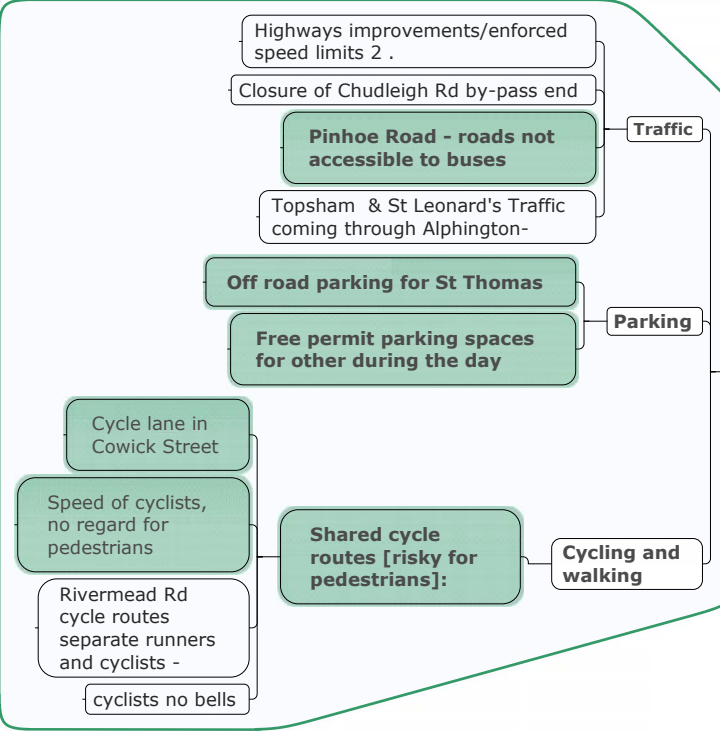 Highways improvements/enforced
speed limits 2 .
Closure of Chudleigh Rd by-pass end
Pinhoe Road - roads not
accessible to buses
Topsham  & St Leonard's Traffic
coming through Alphington-
Traffic
Off road parking for St Thomas
Free permit parking spaces
for other during the day
Parking
Cycle lane in
Cowick Street
Speed of cyclists,
no regard for
pedestrians
Rivermead Rd
cycle routes
separate runners
and cyclists -
cyclists no bells
Shared cycle
routes [risky for
pedestrians]:
Cycling and
walking